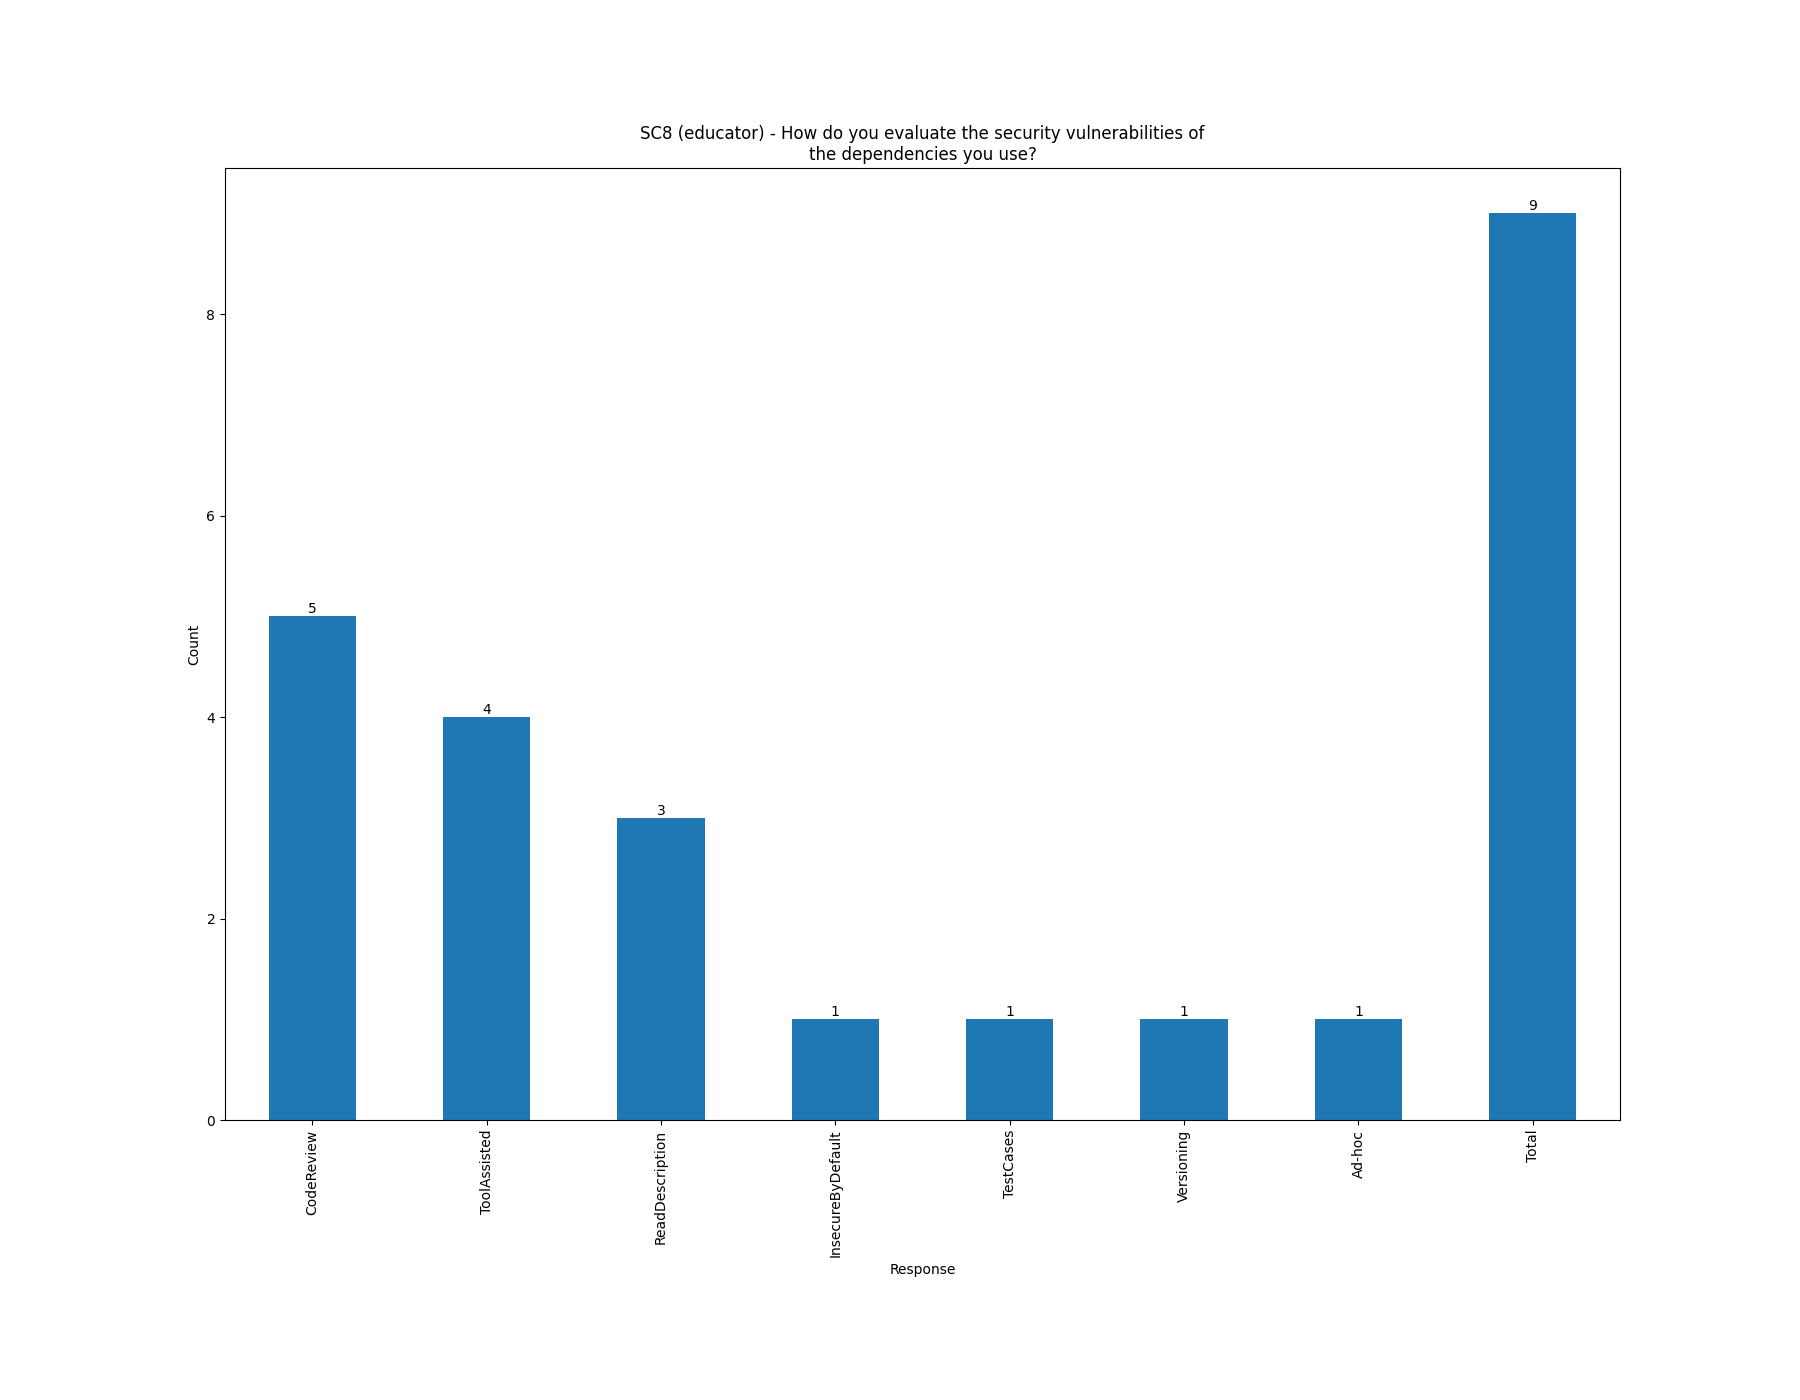 SC8 (educator) - How do you evaluate the security vulnerabilities of
the dependencies you use?
9
8
6
5
4
4
3
2
1
1
1
1
0
Count
CodeReview
ToolAssisted
ReadDescription
InsecureByDefault
TestCases
Versioning
Ad-hoc
Total
Response